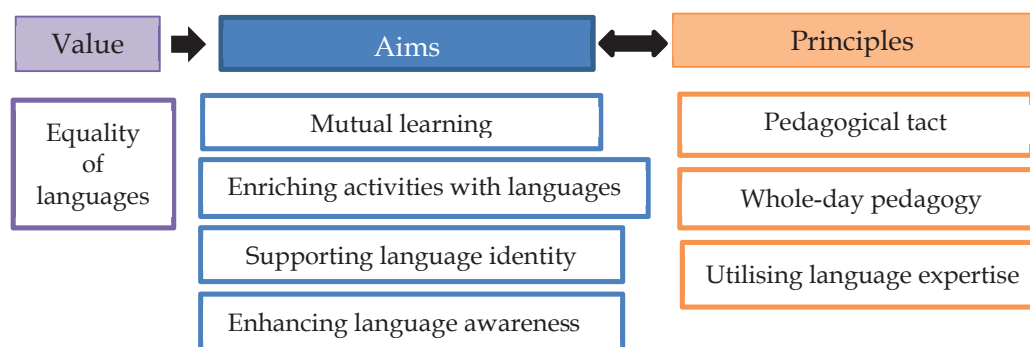 Value
Aims
Principles
Equality
of
languages
Mutual learning
Enriching activities with languages
Supporting language identity
Enhancing language awareness
Pedagogical tact
Whole-day pedagogy
Utilising language expertise